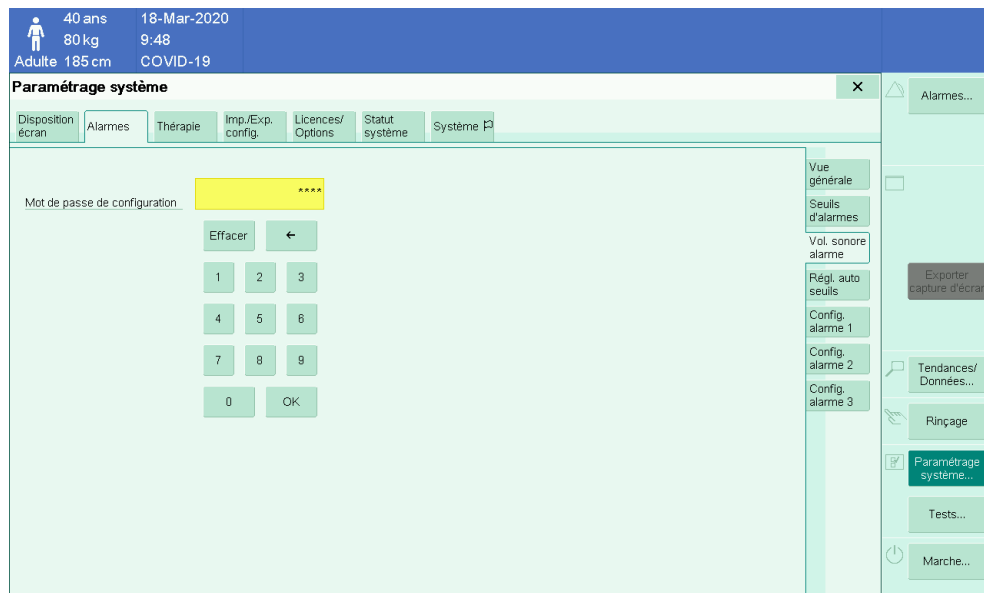 40 ans
18-Mar-2020
80 kg
9:48
Adulte 185 cm
COVID-19
Paramétrage système
Disposition
écran
Alarmes
Thérapie
Imp./Exp.
config.
Licences/
Options
Statut
système
Système
Mot de passe de configuration
****
Effacer
←
1 2 3
4 5 6
7 8 9
0 OK
Vue
générale
Seuils
d'alarmes
Vol. sonore
alarme
Régl. auto
seuils
Config.
alarme 1
Config.
alarme 2
Config.
alarme 3
Alarmes...
Exporter
capture d'écran
Tendances/
Données...
Rinçage
Paramétrage
système...
Tests...
Marche...